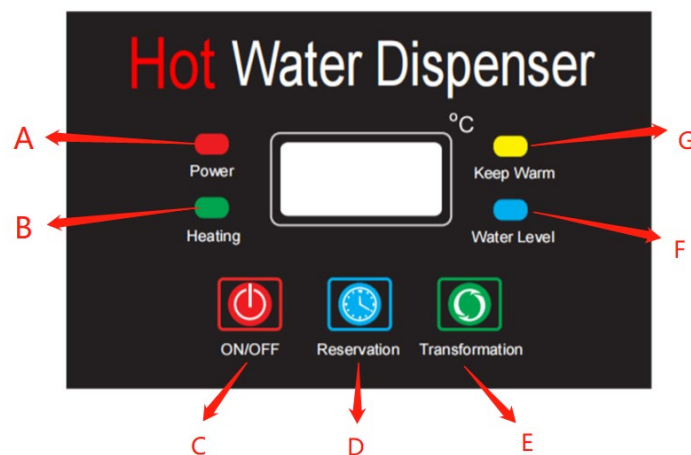 Hot Water Dispenser
°C
A
Power
Keep Warm
G
B
Heating
Water Level
F
ON/OFF
Reservation
Transformation
C
D
E